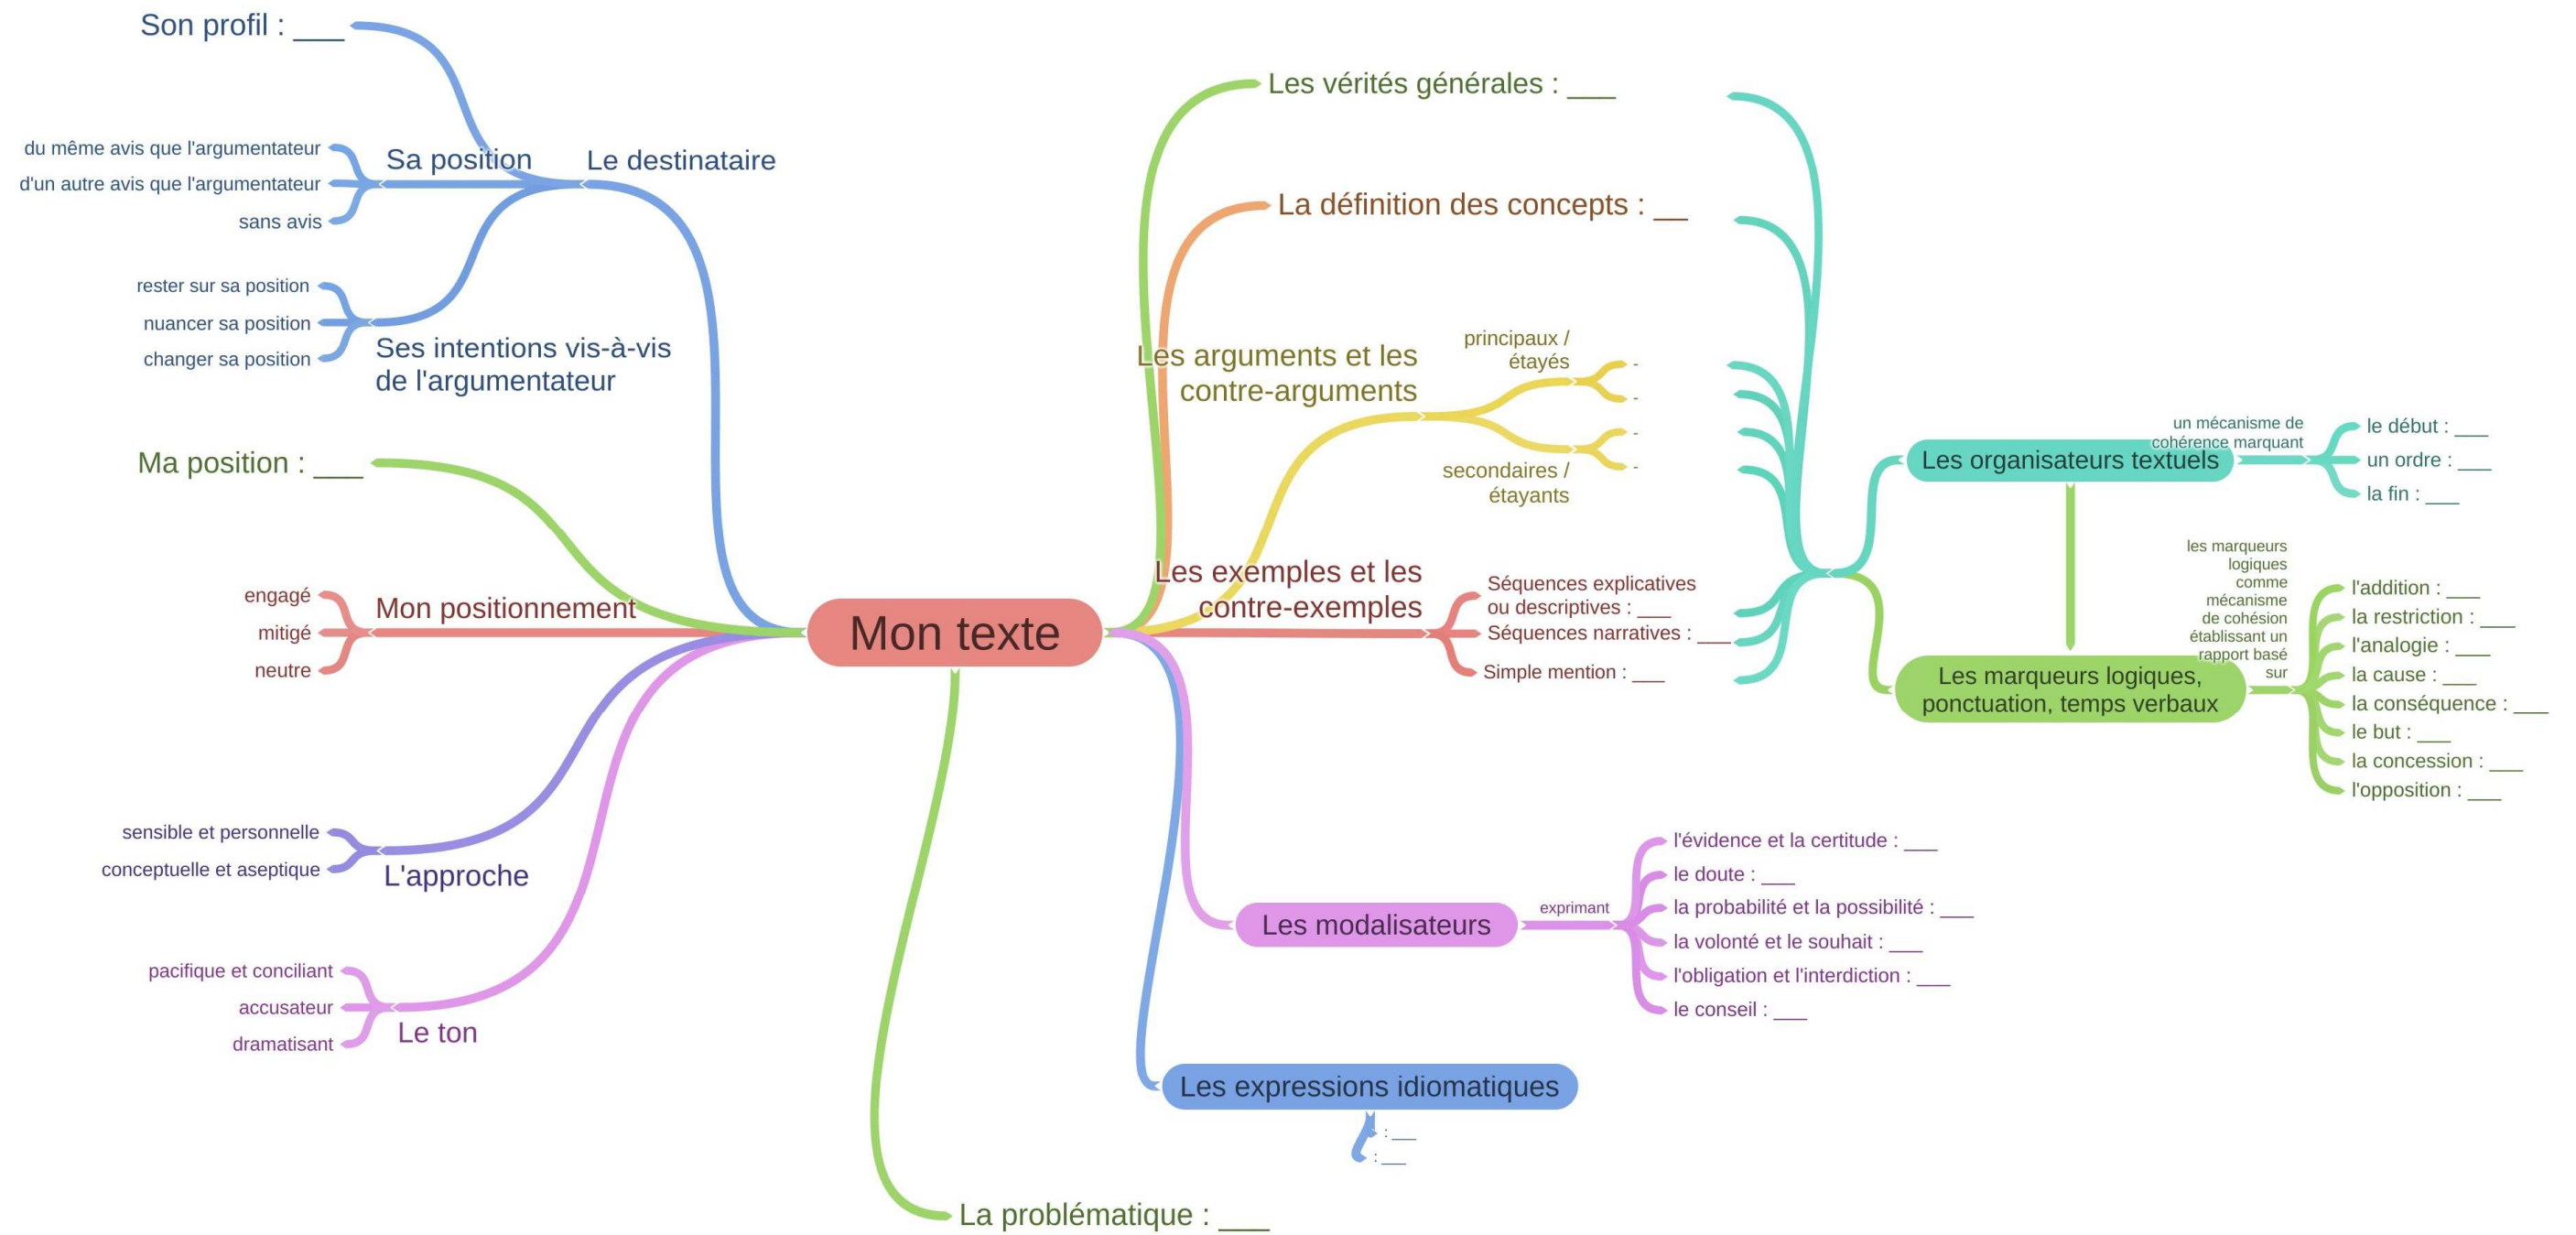 Son profil : ___
Sa position
Le destinataire
du même avis que l'argumentateur
d'un autre avis que l'argumentateur
sans avis
rester sur sa position
nuancer sa position
changer sa position
Ses intentions vis-à-vis
de l'argumentateur
Ma position : ___
engagé
mitigé
neutre
Mon positionnement
sensible et personnelle
conceptuelle et aseptique
L'approche
pacifique et conciliant
accusateur
dramatisant
Le ton
Mon texte
Les vérités générales : ___
La définition des concepts : __
Les arguments et les
contre-arguments
principaux /
étayés
-
-
secondaires /
étayants
-
-
Les exemples et les
contre-exemples
Séquences explicatives
ou descriptives : ___
Séquences narratives : ___
Simple mention : ___
Les organisateurs textuels
un mécanisme de
cohérence marquant
le début : ___
un ordre : ___
la fin : ___
Les marqueurs logiques,
ponctuation, temps verbaux
les marqueurs
logiques
comme
mécanisme
de cohésion
établissant un
rapport basé
sur
l'addition : ___
la restriction : ___
l'analogie : ___
la cause : ___
la conséquence : ___
le but : ___
la concession : ___
l'opposition : ___
Les modalisateurs
exprimant
l'évidence et la certitude : ___
le doute : ___
la probabilité et la possibilité : ___
la volonté et le souhait : ___
l'obligation et l'interdiction : ___
le conseil : ___
Les expressions idiomatiques
: ___
: ___
La problématique : ___